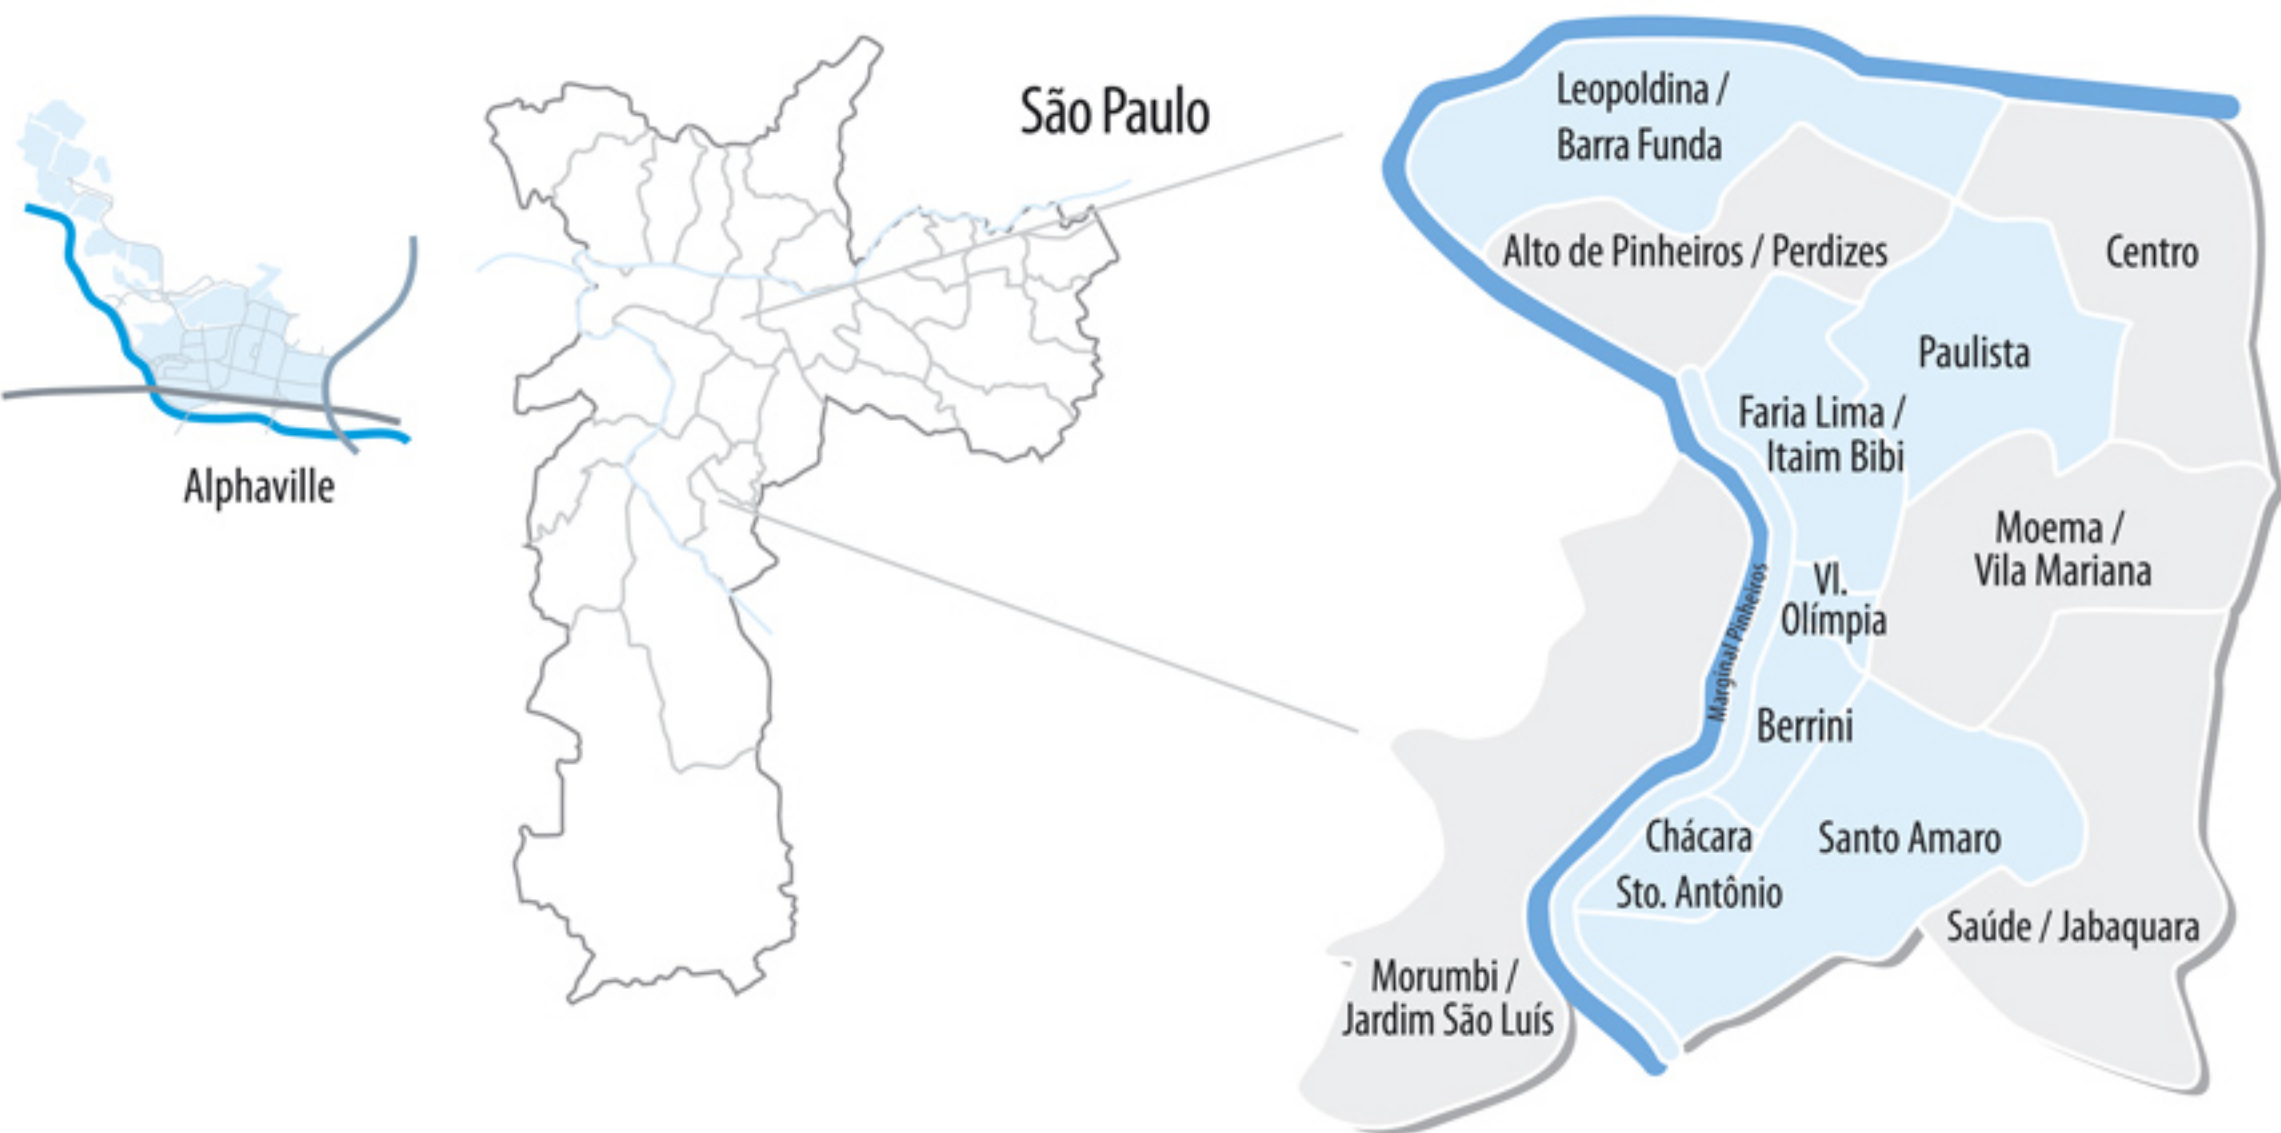 São Paulo
Alphaville
Leopoldina /
Barra Funda
Alto de Pinheiros / Perdizes
Centro
Paulista
Faria Lima /
Itaim Bibi
Moema /
Vila Mariana
Vl.
Olímpia
Marginal Pinheiros
Berrini
Chácara
Sto. Antônio
Santo Amaro
Saúde / Jabaquara
Morumbi /
Jardim São Luís